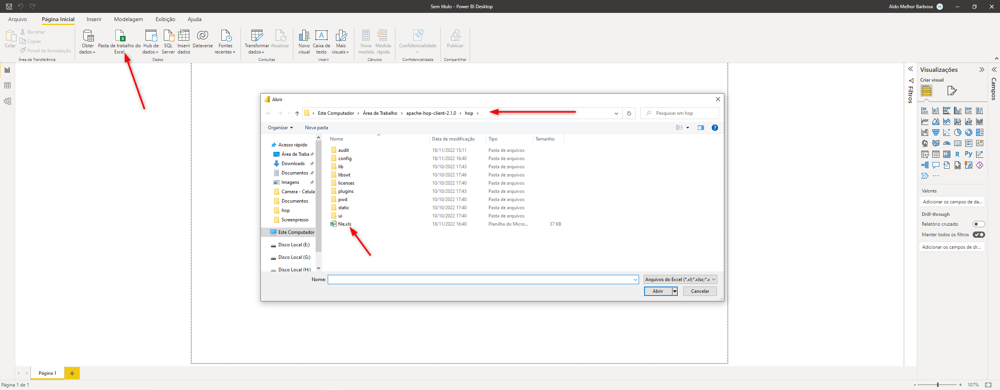 Sem título - Power BI Desktop
Aldo Melhor Barbosa
AB
Arquivo
Página Inicial
Inserir
Modelagem
Exibição
Ajuda
Colar
Recortar
Copiar
Pincel de formatação
Área de Transferência
Obter dados
Pasta de trabalho do Excel
Hub de dados
SQL Server
Inserir dados
Dataverse
Fontes recentes
Dados
Transformar dados
Atualizar
Consultas
Novo visual
Caixa de texto
Mais visuais
Inserir
Nova medida
Medida rápida
Cálculos
Confidencialidade
Confidencialidade
Publicar
Compartilhar
Abrir
Este Computador
Área de Trabalho
apache-hop-client-2.1.0
hop
Pesquisar em hop
Organizar
Nova pasta
Acesso rápido
Área de Traba
Downloads
Documentos
Imagens
Camera - Celula
Documentos
hop
Screenpresso
Este Computador
Disco Local (E:)
Disco Local (G:)
Disco Local (H:)
Nome Data de modificação Tipo Tamanho
audit 18/11/2022 15:11 Pasta de arquivos
config 18/11/2022 16:40 Pasta de arquivos
lib 10/10/2022 17:43 Pasta de arquivos
libswt 10/10/2022 17:46 Pasta de arquivos
licenses 10/10/2022 17:40 Pasta de arquivos
plugins 10/10/2022 17:43 Pasta de arquivos
pwd 10/10/2022 17:40 Pasta de arquivos
static 10/10/2022 17:40 Pasta de arquivos
ui 10/10/2022 17:40 Pasta de arquivos
file.xls 18/11/2022 16:40 Planilha do Micro... 37 KB
Nome:
Arquivos do Excel (*.xl;*.xlsx;*.x
Abrir
Cancelar
Filtros
Visualizações
Criar visual
123
R
Py
Valores
Adicionar os campos de da...
Drill-through
Relatório cruzado
Manter todos os filtros
Adicionar os campos de dr...
Campos
Página 1
Página 1 de 1
107%